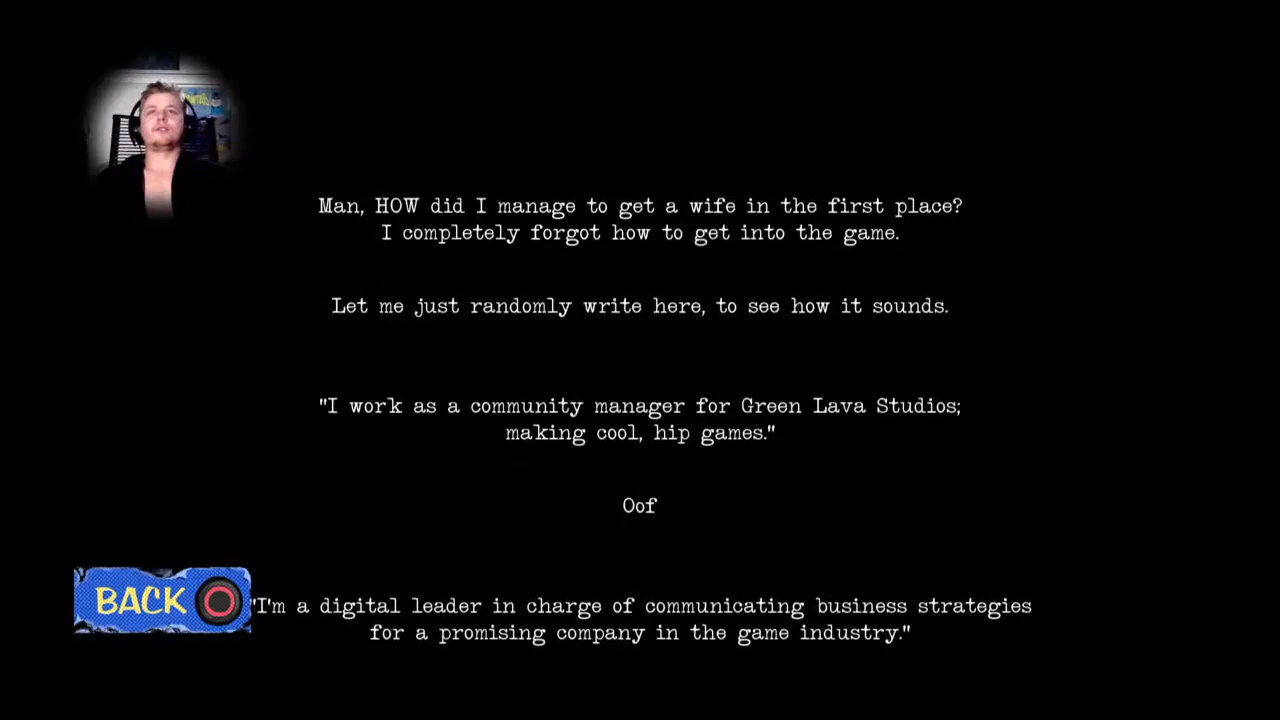 Man, HOW did I manage to get a wife in the first place?
I completely forgot how to get into the game.
Let me just randomly write here, to see how it sounds.
"I work as a community manager for Green Lava Studios;
making cool, hip games."
Oof
BACK
"I'm a digital leader in charge of communicating business strategies
for a promising company in the game industry."